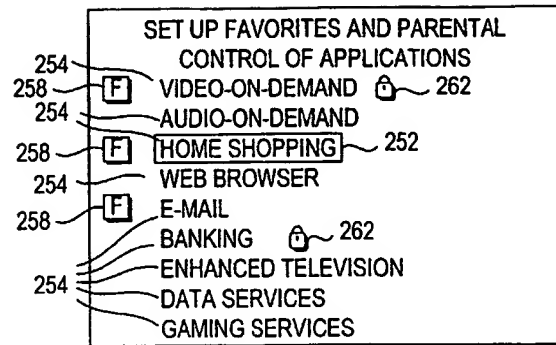 SET UP FAVORITES AND PARENTAL
CONTROL OF APPLICATIONS
254 VIDEO-ON-DEMAND 262
258 F
254 AUDIO-ON-DEMAND
258 F HOME SHOPPING 252
254 WEB BROWSER
258 F E-MAIL
BANKING 262
254 ENHANCED TELEVISION
DATA SERVICES
GAMING SERVICES